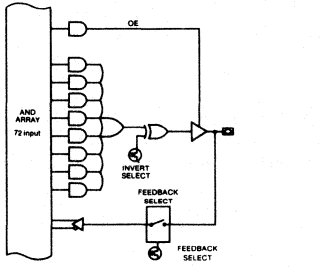 OE
AND
ARRAY
72 input
INVERT
SELECT
FEEDBACK
SELECT
FEEDBACK
SELECT